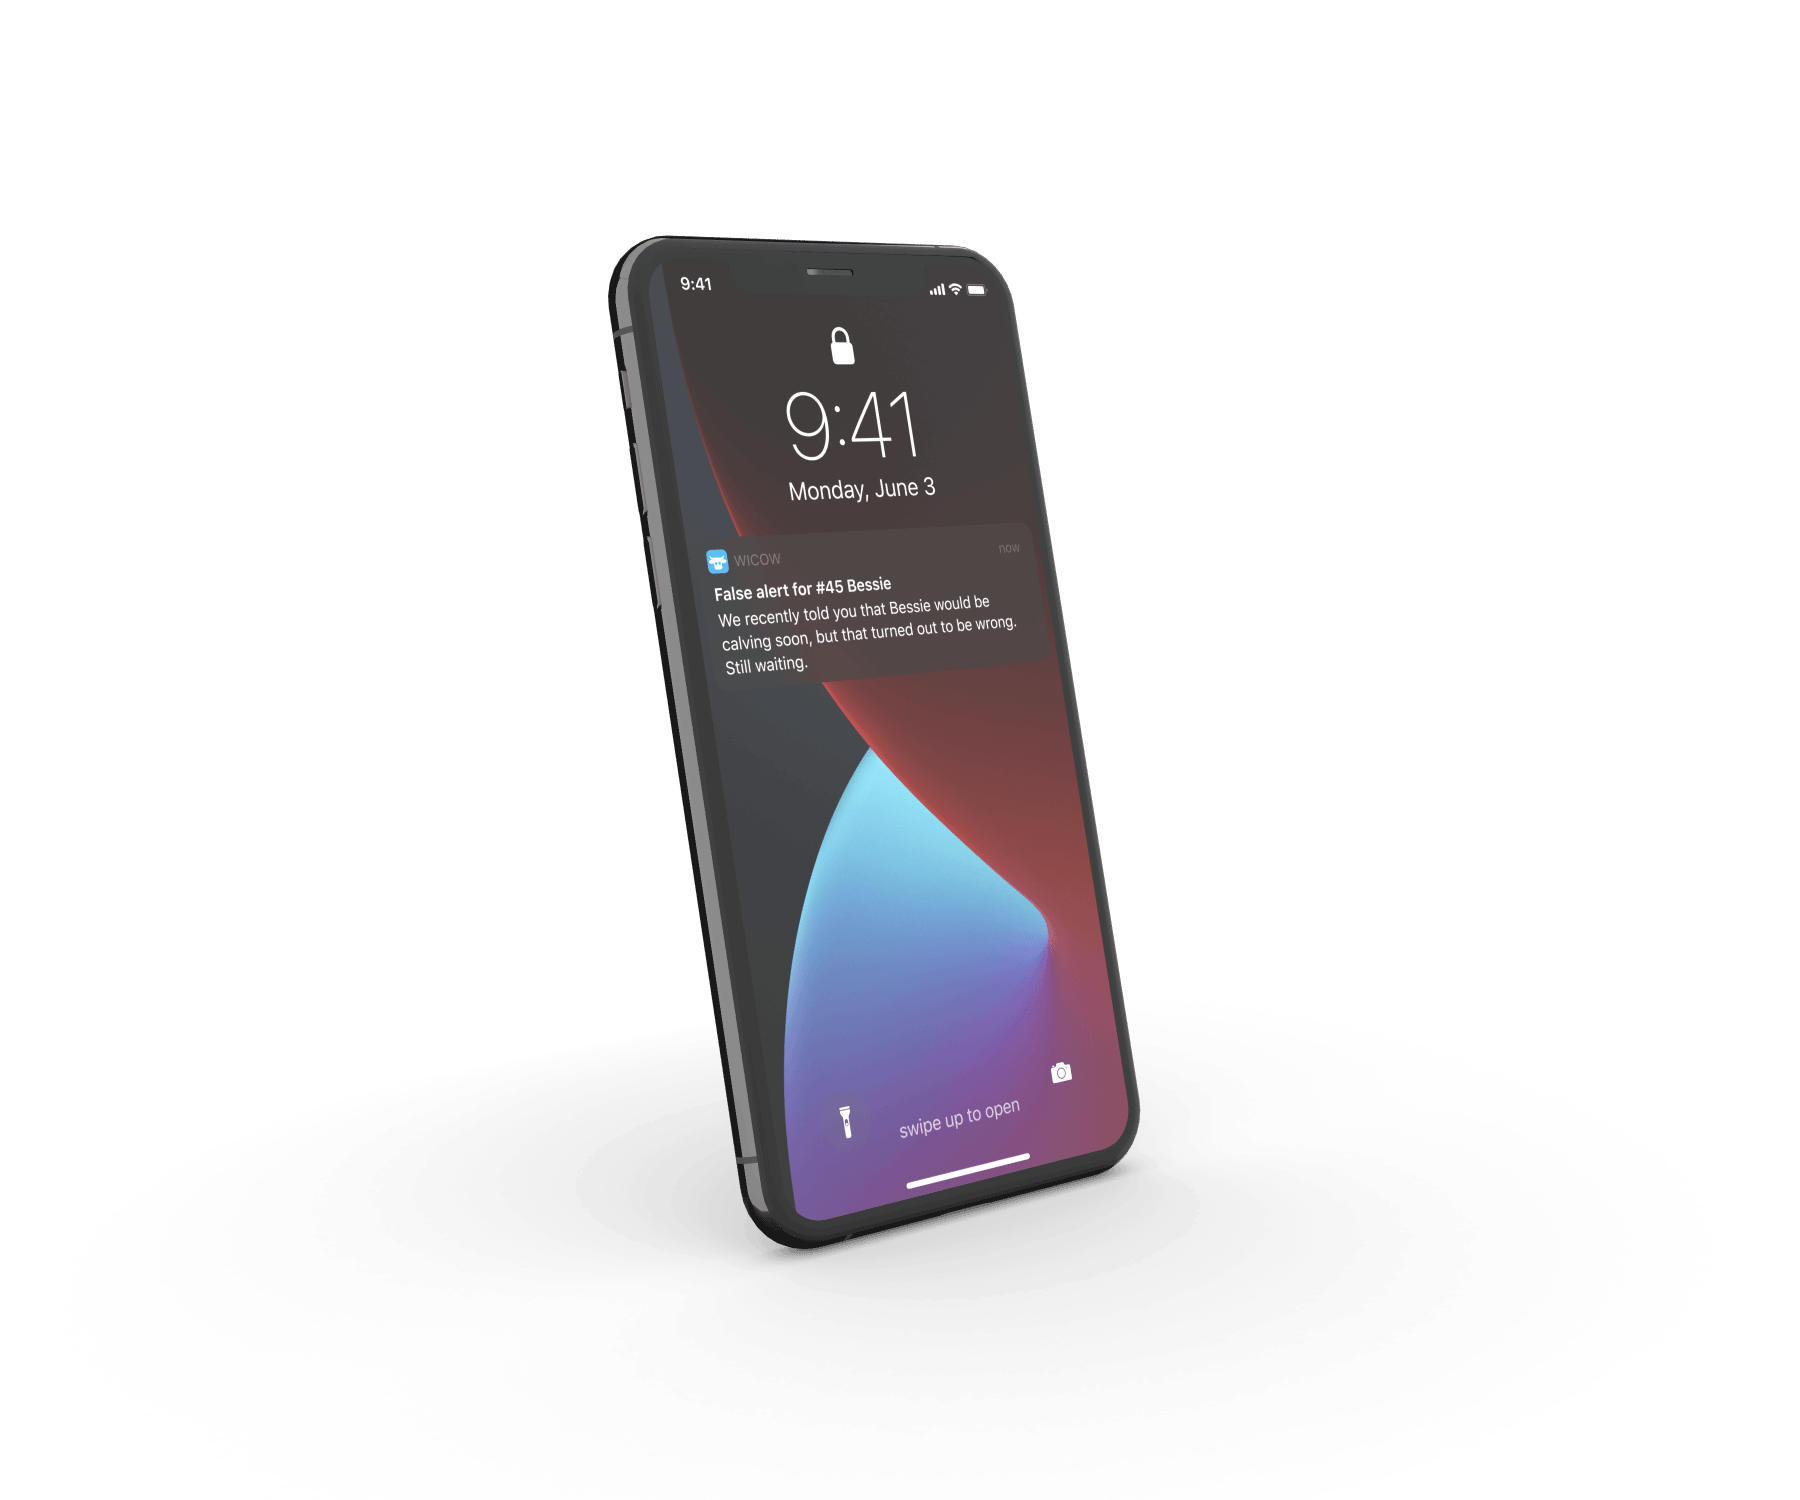 9:41
9:41
Monday, June 3
WICOW
now
False alert for #45 Bessie
We recently told you that Bessie would be
calving soon, but that turned out to be wrong.
Still waiting.
swipe up to open